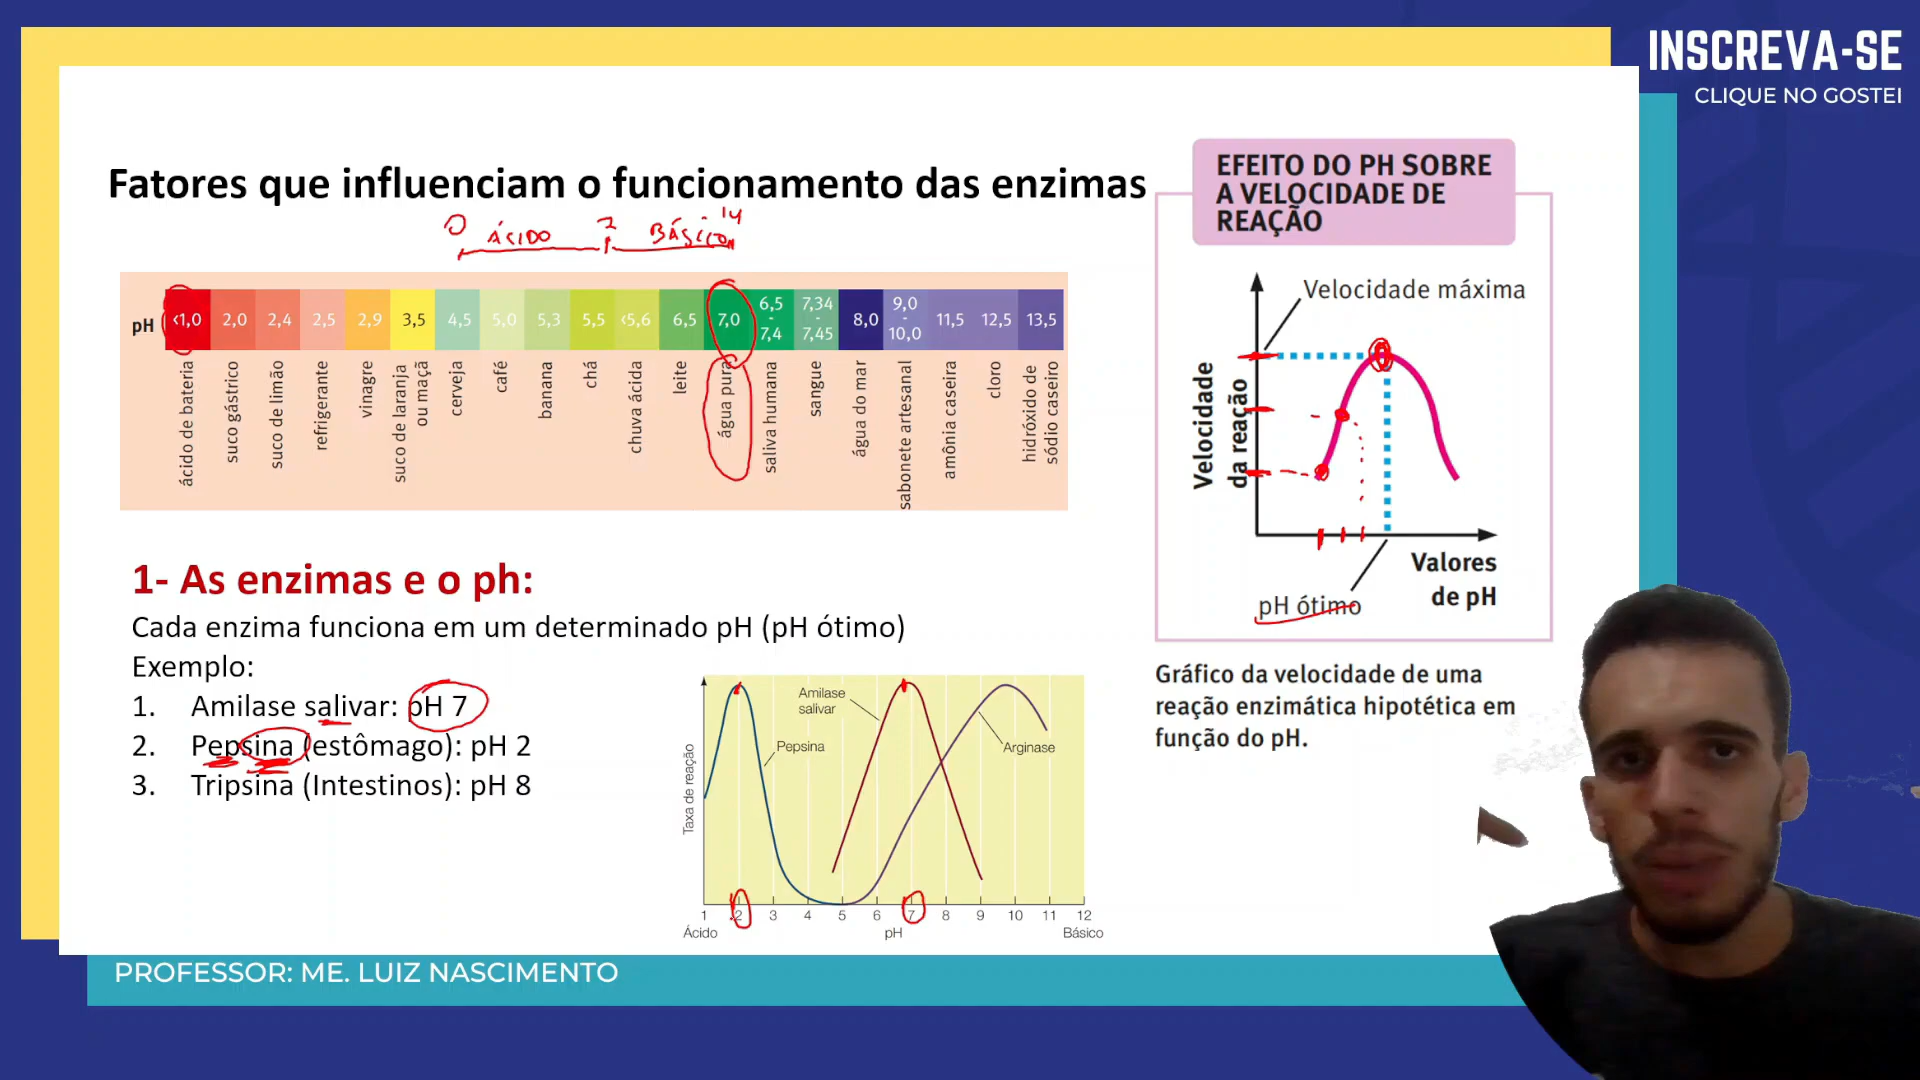 INSCREVA-SE
CLIQUE NO GOSTEI
Fatores que influenciam o funcionamento das enzimas
0 ÁCIDO 7 BÁSICO 14
pH <1,0 2,0 2,4 2,5 2,9 3,5 4,5 5,0 5,3 5,5 <5,6 6,5 7,0 6,5 - 7,4 7,34 - 7,45 8,0 9,0 - 10,0 11,5 12,5 13,5
ácido de bateria
suco gástrico
suco de limão
refrigerante
vinagre
suco de laranja
ou maçã
cerveja
café
banana
chá
chuva ácida
leite
água pura
saliva humana
sangue
água do mar
sabonete artesanal
amônia caseira
cloro
hidróxido de
sódio caseiro
EFEITO DO PH SOBRE
A VELOCIDADE DE
REAÇÃO
Velocidade máxima
Velocidade
da reação
Valores
de pH
pH ótimo
Gráfico da velocidade de uma
reação enzimática hipotética em
função do pH.
1- As enzimas e o ph:
Cada enzima funciona em um determinado pH (pH ótimo)
Exemplo:
1. Amilase salivar: pH 7
2. Pepsina (estômago): pH 2
3. Tripsina (Intestinos): pH 8
Amilase
salivar
Pepsina
Arginase
Taxa de reação
1 2 3 4 5 6 7 8 9 10 11 12
Ácido pH Básico
PROFESSOR: ME. LUIZ NASCIMENTO